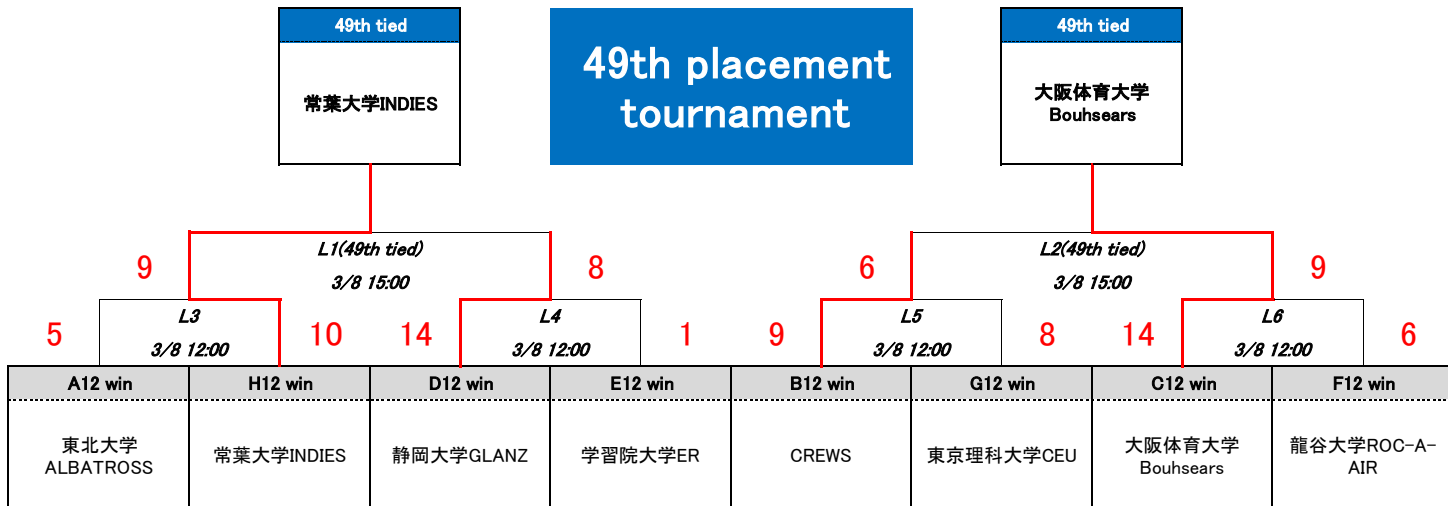 49th tied
常葉大学INDIES
49th placement
tournament
49th tied
大阪体育大学
Bouhsears
9
L1(49th tied)
3/8 15:00
8
6
L2(49th tied)
3/8 15:00
9
5
L3
3/8 12:00
10
14
L4
3/8 12:00
1
9
L5
3/8 12:00
8
14
L6
3/8 12:00
6
A12 win
H12 win
D12 win
E12 win
B12 win
G12 win
C12 win
F12 win
東北大学
ALBATROSS
常葉大学INDIES
静岡大学GLANZ
学習院大学ER
CREWS
東京理科大学CEU
大阪体育大学
Bouhsears
龍谷大学ROC-A-
AIR